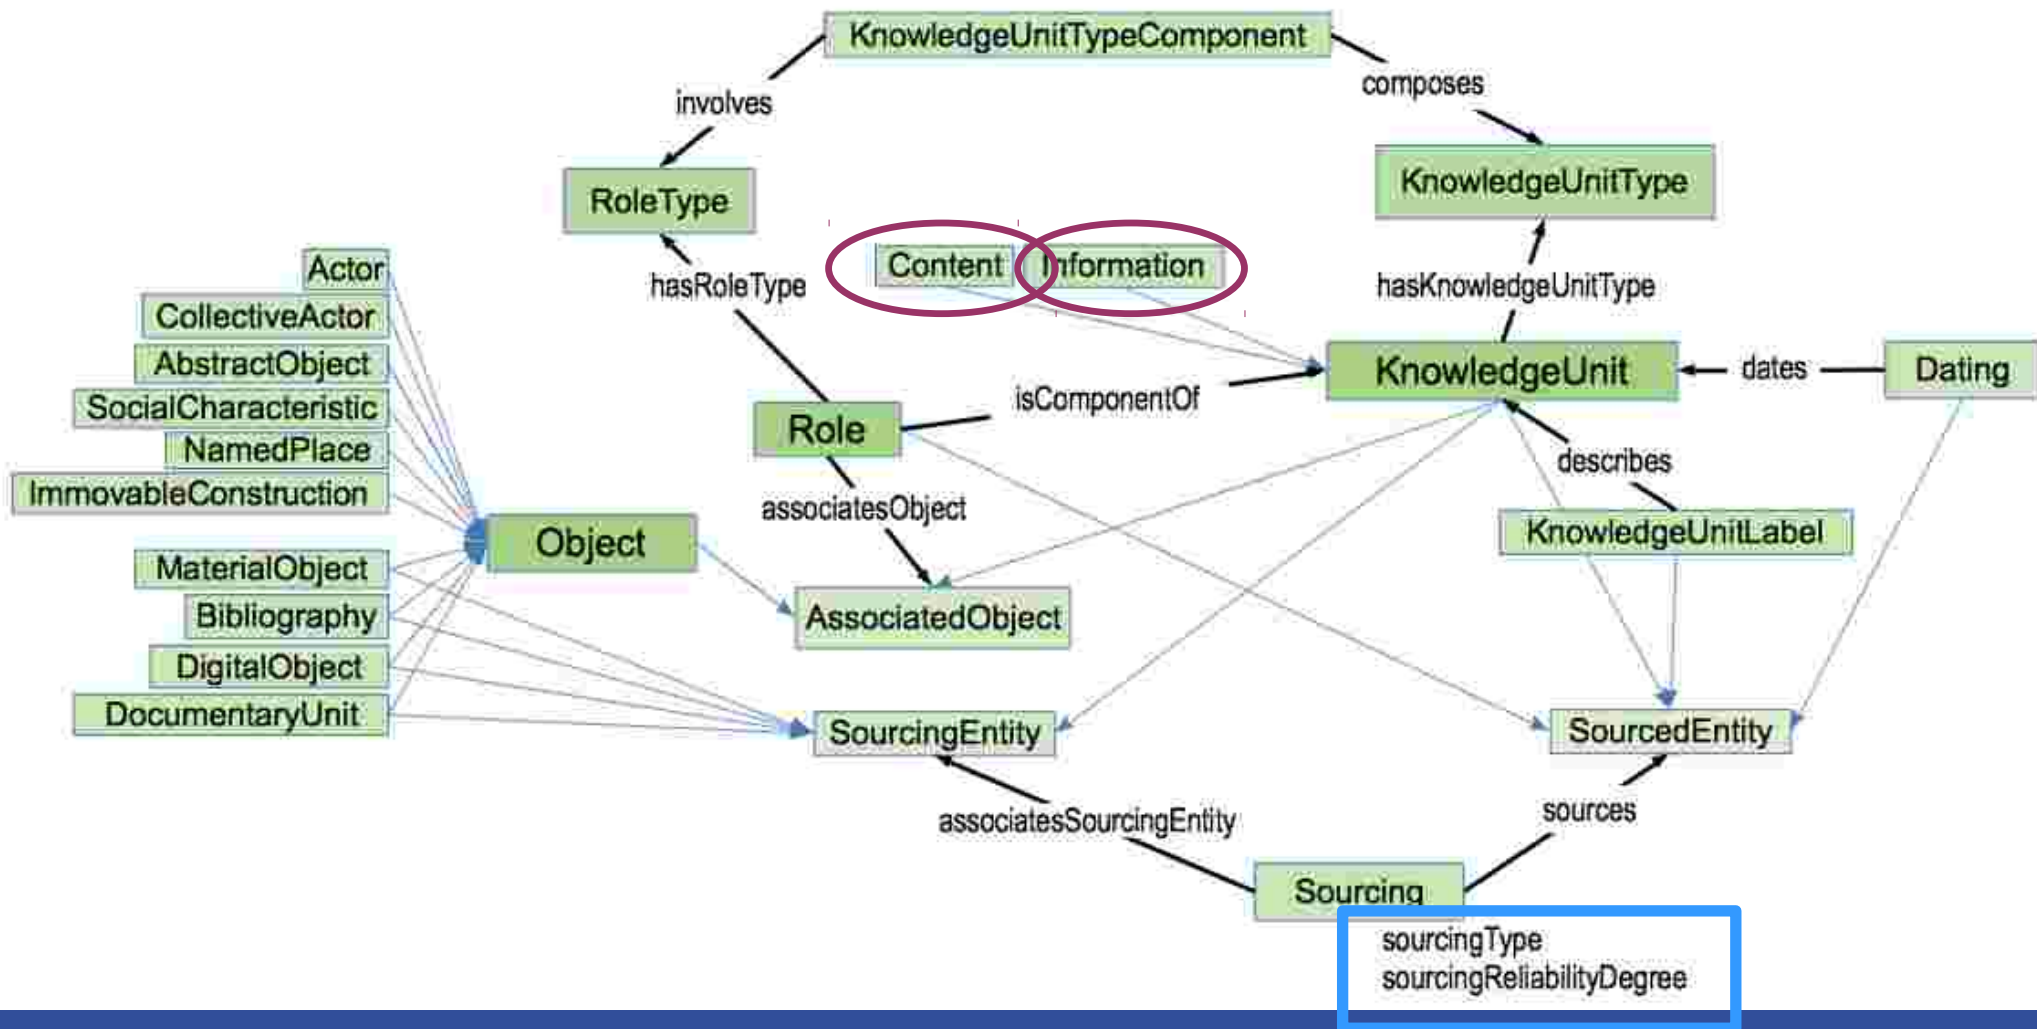 KnowledgeUnitTypeComponent
composes
involves
KnowledgeUnitType
RoleType
Content
Information
Actor
hasRoleType
hasKnowledgeUnitType
CollectiveActor
AbstractObject
KnowledgeUnit
dates
Dating
SocialCharacteristic
isComponentOf
Role
NamedPlace
describes
ImmovableConstruction
associatesObject
KnowledgeUnitLabel
Object
MaterialObject
Bibliography
AssociatedObject
DigitalObject
DocumentaryUnit
SourcingEntity
SourcedEntity
associatesSourcingEntity
sources
Sourcing
sourcingType
sourcingReliabilityDegree